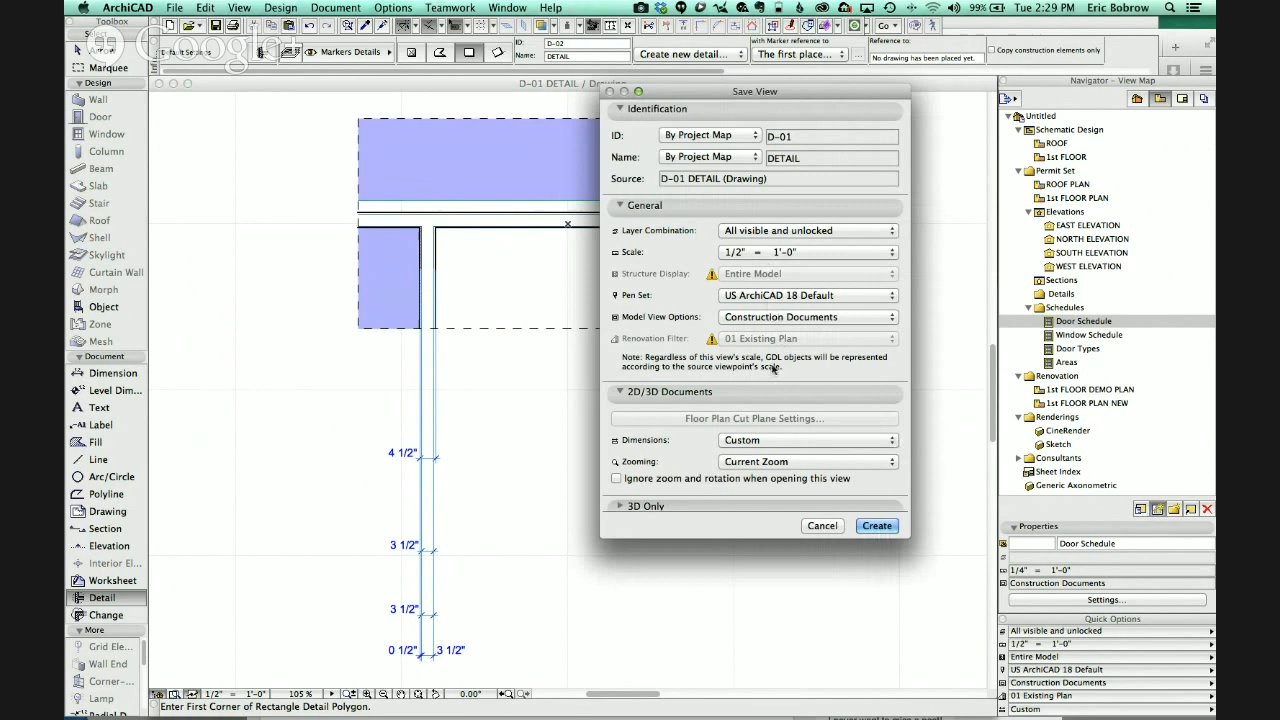 ArchiCAD File Edit View Design Document Options Teamwork Window Help 99% Tue 2:29 PM Eric Bobrow
Toolbox
Select
Arrow
Marquee
Design
Wall
Door
Window
Column
Beam
Slab
Stair
Roof
Shell
Skylight
Curtain Wall
Morph
Object
Zone
Mesh
Document
Dimension
Level Dim...
Text
Label
Fill
Line
Arc/Circle
Polyline
Drawing
Section
Elevation
Interior E...
Worksheet
Detail
Change
More
Grid Ele...
Wall End
Corner-...
Lamp
Google
Default Settings
Markers Details
ID: D-02
Name: DETAIL
Create new detail...
with Marker reference to
The first place...
Reference to:
No drawing has been placed yet.
Copy construction elements only
D-01 DETAIL / Drawing
4 1/2"
3 1/2"
3 1/2"
0 1/2" 3 1/2"
Save View
Identification
ID: By Project Map D-01
Name: By Project Map DETAIL
Source: D-01 DETAIL (Drawing)
General
Layer Combination: All visible and unlocked
Scale: 1/2" = 1'-0"
Structure Display: Entire Model
Pen Set: US ArchiCAD 18 Default
Model View Options: Construction Documents
Renovation Filter: 01 Existing Plan
Note: Regardless of this view's scale, GDL objects will be represented
according to the source viewpoint's scale.
2D/3D Documents
Floor Plan Cut Plane Settings...
Dimensions: Custom
Zooming: Current Zoom
Ignore zoom and rotation when opening this view
3D Only
Cancel Create
Navigator - View Map
Untitled
Schematic Design
ROOF
1st FLOOR
Permit Set
ROOF PLAN
1st FLOOR PLAN
Elevations
EAST ELEVATION
NORTH ELEVATION
SOUTH ELEVATION
WEST ELEVATION
Sections
Details
Schedules
Door Schedule
Window Schedule
Door Types
Areas
Renovation
1st FLOOR DEMO PLAN
1st FLOOR PLAN NEW
Renderings
CineRender
Sketch
Consultants
Sheet Index
Generic Axonometric
Properties
Door Schedule
1/4" = 1'-0"
Construction Documents
Settings...
Quick Options
All visible and unlocked
1/2" = 1'-0"
Entire Model
US ArchiCAD 18 Default
Construction Documents
01 Existing Plan
Custom
1/2" = 1'-0" 105 % 0.00°
Enter First Corner of Rectangle Detail Polygon.